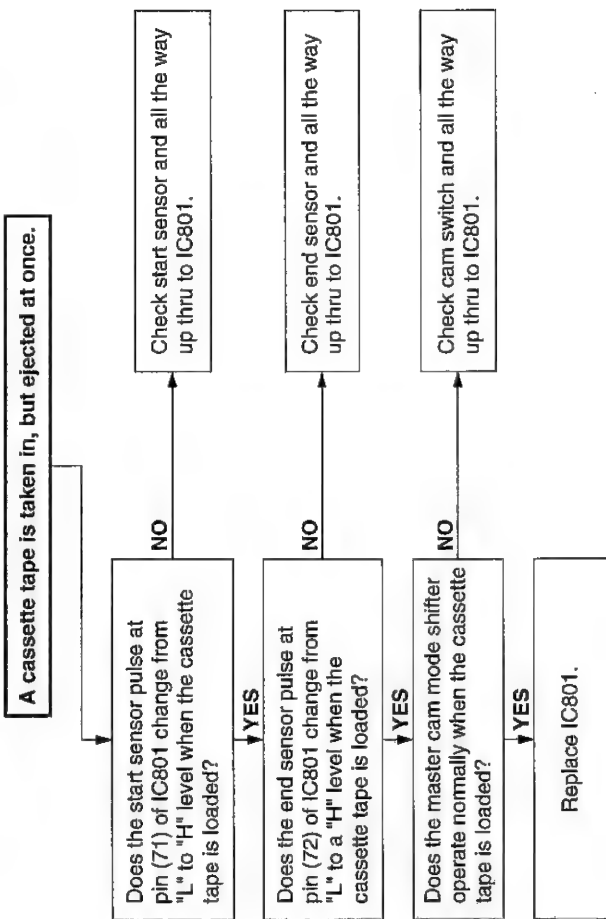 A cassette tape is taken in, but ejected at once.
Does the start sensor pulse at
pin (71) of IC801 change from
"L" to "H" level when the cassette
tape is loaded?
NO
Check start sensor and all the way
up thru to IC801.
YES
Does the end sensor pulse at
pin (72) of IC801 change from
"L" to a "H" level when the
cassette tape is loaded?
NO
Check end sensor and all the way
up thru to IC801.
YES
Does the master cam mode shifter
operate normally when the cassette
tape is loaded?
NO
Check cam switch and all the way
up thru to IC801.
YES
Replace IC801.